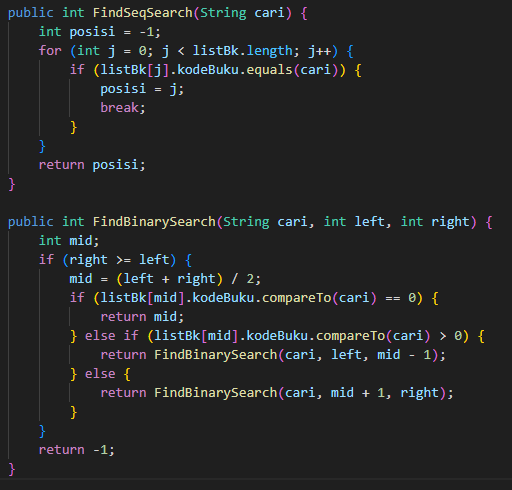 public int FindSeqSearch(String cari) {
    int posisi = -1;
    for (int j = 0; j < listBk.length; j++) {
        if (listBk[j].kodeBuku.equals(cari)) {
            posisi = j;
            break;
        }
    }
    return posisi;
}

public int FindBinarySearch(String cari, int left, int right) {
    int mid;
    if (right >= left) {
        mid = (left + right) / 2;
        if (listBk[mid].kodeBuku.compareTo(cari) == 0) {
            return mid;
        } else if (listBk[mid].kodeBuku.compareTo(cari) > 0) {
            return FindBinarySearch(cari, left, mid - 1);
        } else {
            return FindBinarySearch(cari, mid + 1, right);
        }
    }
    return -1;
}